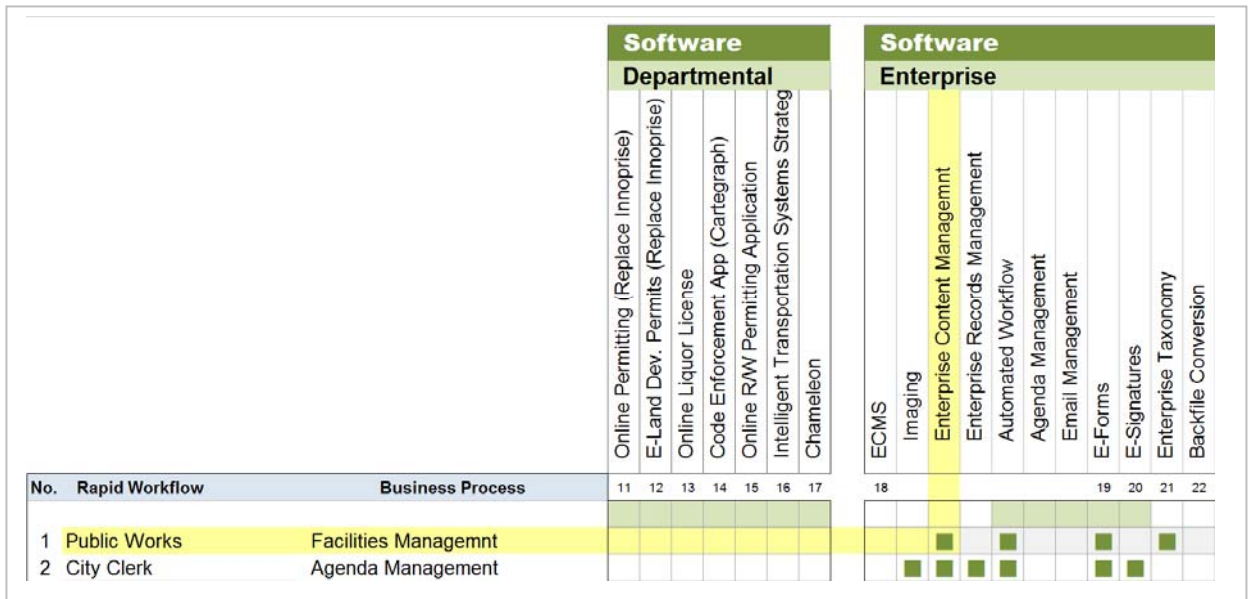 Software
Software
Departmental
Enterprise
Online Permitting (Replace Innoprise)
E-Land Dev. Permits (Replace Innoprise)
Online Liquor License
Code Enforcement App (Cartegraph)
Online R/W Permitting Application
Intelligent Transportation Systems Strateg
Chameleon
ECMS
Imaging
Enterprise Content Managemnt
Enterprise Records Management
Automated Workflow
Agenda Management
Email Management
E-Forms
E-Signatures
Enterprise Taxonomy
Backfile Conversion
No. Rapid Workflow Business Process 11 12 13 14 15 16 17 18 19 20 21 22
1 Public Works Facilities Managemnt
2 City Clerk Agenda Management